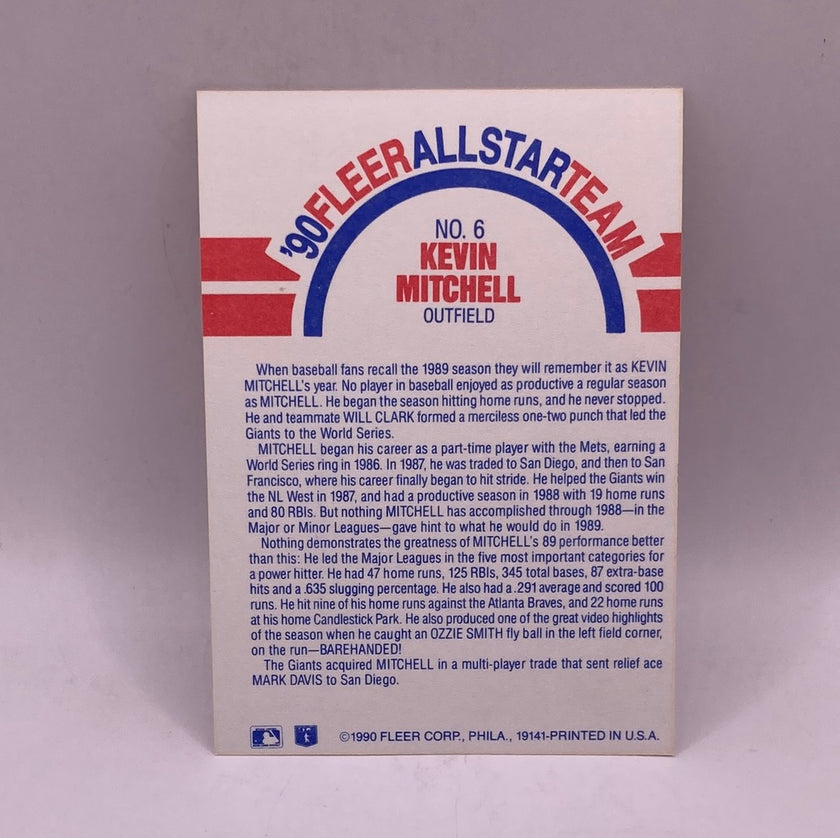 '90FLEERALLSTARTEAM
NO. 6
KEVIN
MITCHELL
OUTFIELD
When baseball fans recall the 1989 season they will remember it as KEVIN
MITCHELL's year. No player in baseball enjoyed as productive a regular season
as MITCHELL. He began the season hitting home runs, and he never stopped.
He and teammate WILL CLARK formed a merciless one-two punch that led the
Giants to the World Series.
MITCHELL began his career as a part-time player with the Mets, earning a
World Series ring in 1986. In 1987, he was traded to San Diego, and then to San
Francisco, where his career finally began to hit stride. He helped the Giants win
the NL West in 1987, and had a productive season in 1988 with 19 home runs
and 80 RBIs. But nothing MITCHELL has accomplished through 1988—in the
Major or Minor Leagues—gave hint to what he would do in 1989.
Nothing demonstrates the greatness of MITCHELL's 89 performance better
than this: He led the Major Leagues in the five most important categories for
a power hitter. He had 47 home runs, 125 RBIs, 345 total bases, 87 extra-base
hits and a .635 slugging percentage. He also had a .291 average and scored 100
runs. He hit nine of his home runs against the Atlanta Braves, and 22 home runs
at his home Candlestick Park. He also produced one of the great video highlights
of the season when he caught an OZZIE SMITH fly ball in the left field corner,
on the run—BAREHANDED!
The Giants acquired MITCHELL in a multi-player trade that sent relief ace
MARK DAVIS to San Diego.
©1990 FLEER CORP., PHILA., 19141-PRINTED IN U.S.A.